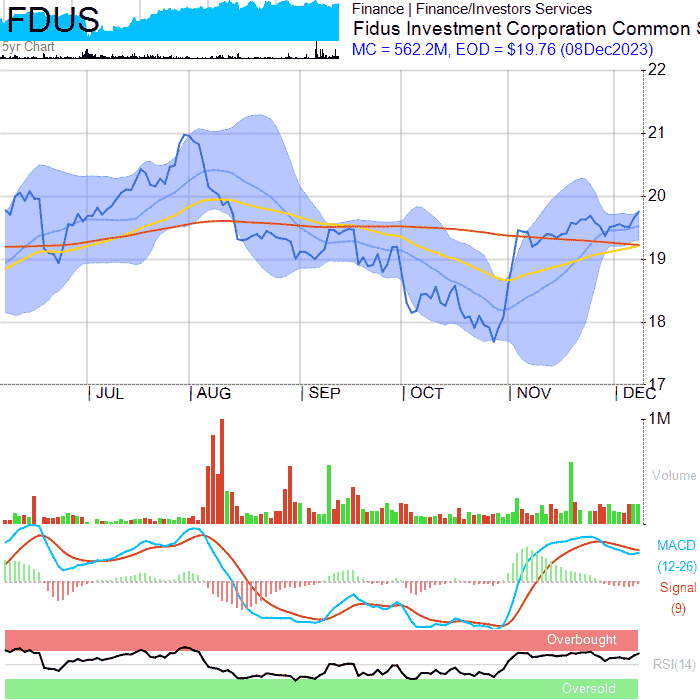 FDUS
5yr Chart
Finance | Finance/Investors Services
Fidus Investment Corporation Common S
MC = 562.2M, EOD = $19.76 (08Dec2023)
22
21
20
19
18
17
JUL
AUG
SEP
OCT
NOV
DEC
1M
Volume
MACD
(12-26)
Signal
(9)
Overbought
RSI(14)
Oversold